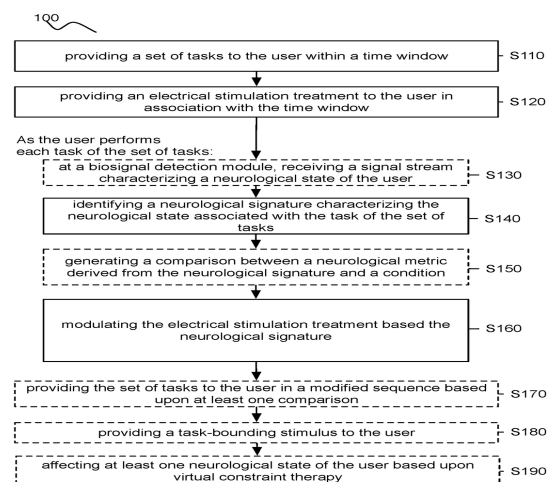 100
providing a set of tasks to the user within a time window
S110
providing an electrical stimulation treatment to the user in
association with the time window
S120
As the user performs
each task of the set of tasks:
at a biosignal detection module, receiving a signal stream
characterizing a neurological state of the user
S130
identifying a neurological signature characterizing the
neurological state associated with the task of the set of
tasks
S140
generating a comparison between a neurological metric
derived from the neurological signature and a condition
S150
modulating the electrical stimulation treatment based the
neurological signature
S160
providing the set of tasks to the user in a modified sequence based
upon at least one comparison
S170
providing a task-bounding stimulus to the user
S180
affecting at least one neurological state of the user based upon
virtual constraint therapy
S190